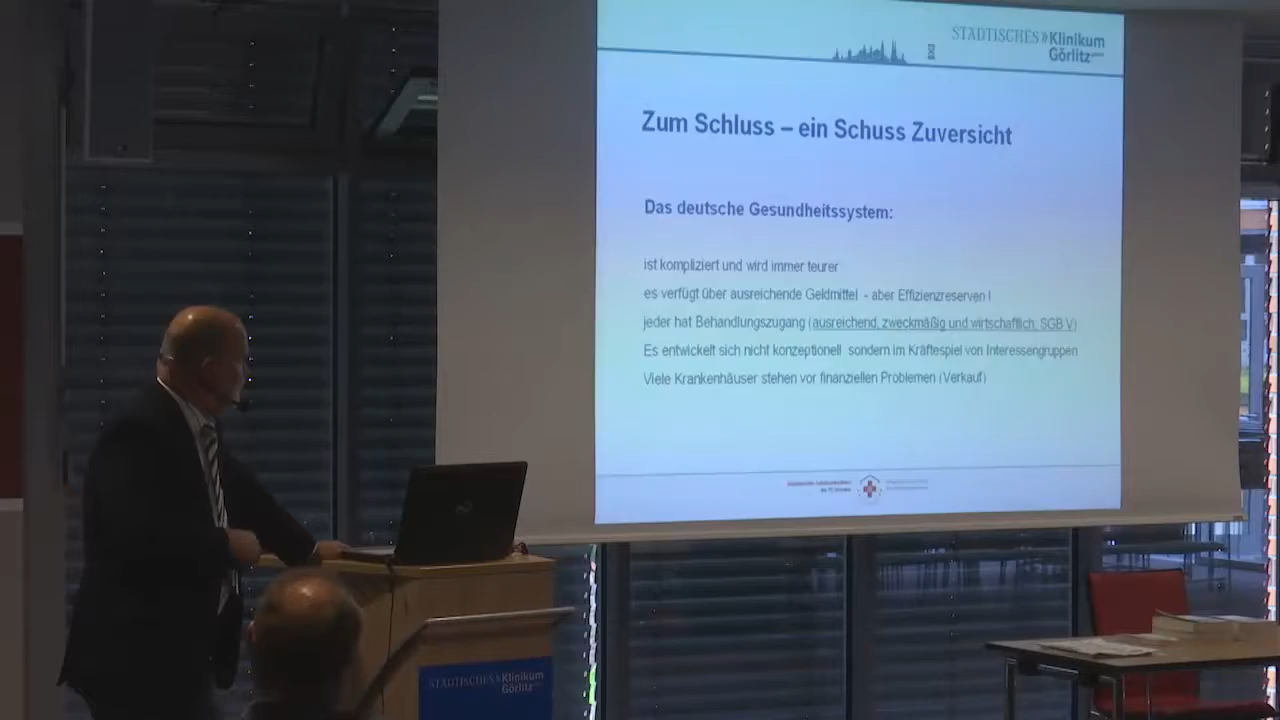 STÄDTISCHES Klinikum
Görlitz
Zum Schluss – ein Schuss Zuversicht
Das deutsche Gesundheitssystem:
ist kompliziert und wird immer teurer
es verfügt über ausreichende Geldmittel - aber Effizienzreserven !
jeder hat Behandlungszugang (ausreichend, zweckmäßig und wirtschaftlich, SGB V)
Es entwickelt sich nicht konzeptionell sondern im Kräftespiel von Interessengruppen
Viele Krankenhäuser stehen vor finanziellen Problemen (Verkauf)
STÄDTISCHES Klinikum
Görlitz